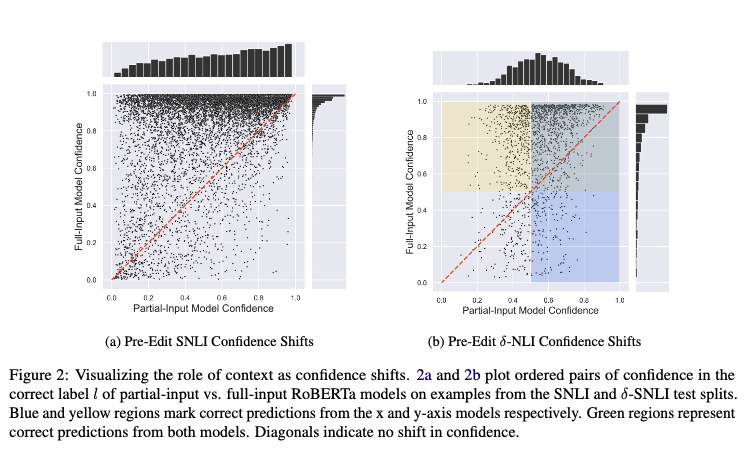 1.0
0.8
0.6
0.4
0.2
0.0
Full-Input Model Confidence
0.0 0.2 0.4 0.6 0.8 1.0
Partial-Input Model Confidence
(a) Pre-Edit SNLI Confidence Shifts
1.0
0.8
0.6
0.4
0.2
0.0
Full-Input Model Confidence
0.0 0.2 0.4 0.6 0.8 1.0
Partial-Input Model Confidence
(b) Pre-Edit δ-NLI Confidence Shifts
Figure 2: Visualizing the role of context as confidence shifts. 2a and 2b plot ordered pairs of confidence in the
correct label l of partial-input vs. full-input RoBERTa models on examples from the SNLI and δ-SNLI test splits.
Blue and yellow regions mark correct predictions from the x and y-axis models respectively. Green regions represent
correct predictions from both models. Diagonals indicate no shift in confidence.